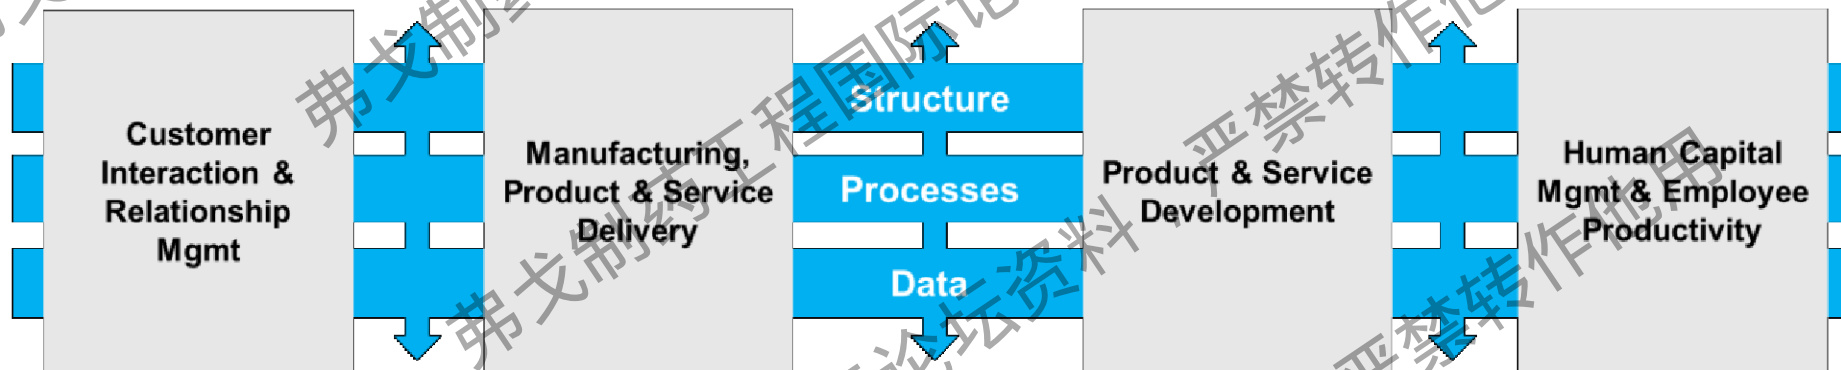 Customer
Interaction &
Relationship
Mgmt
Manufacturing,
Product & Service
Delivery
Structure
Processes
Data
Product & Service
Development
Human Capital
Mgmt & Employee
Productivity
弗戈制药工程国际论
严禁转作他用
弗戈制
论坛资料
严禁转作他